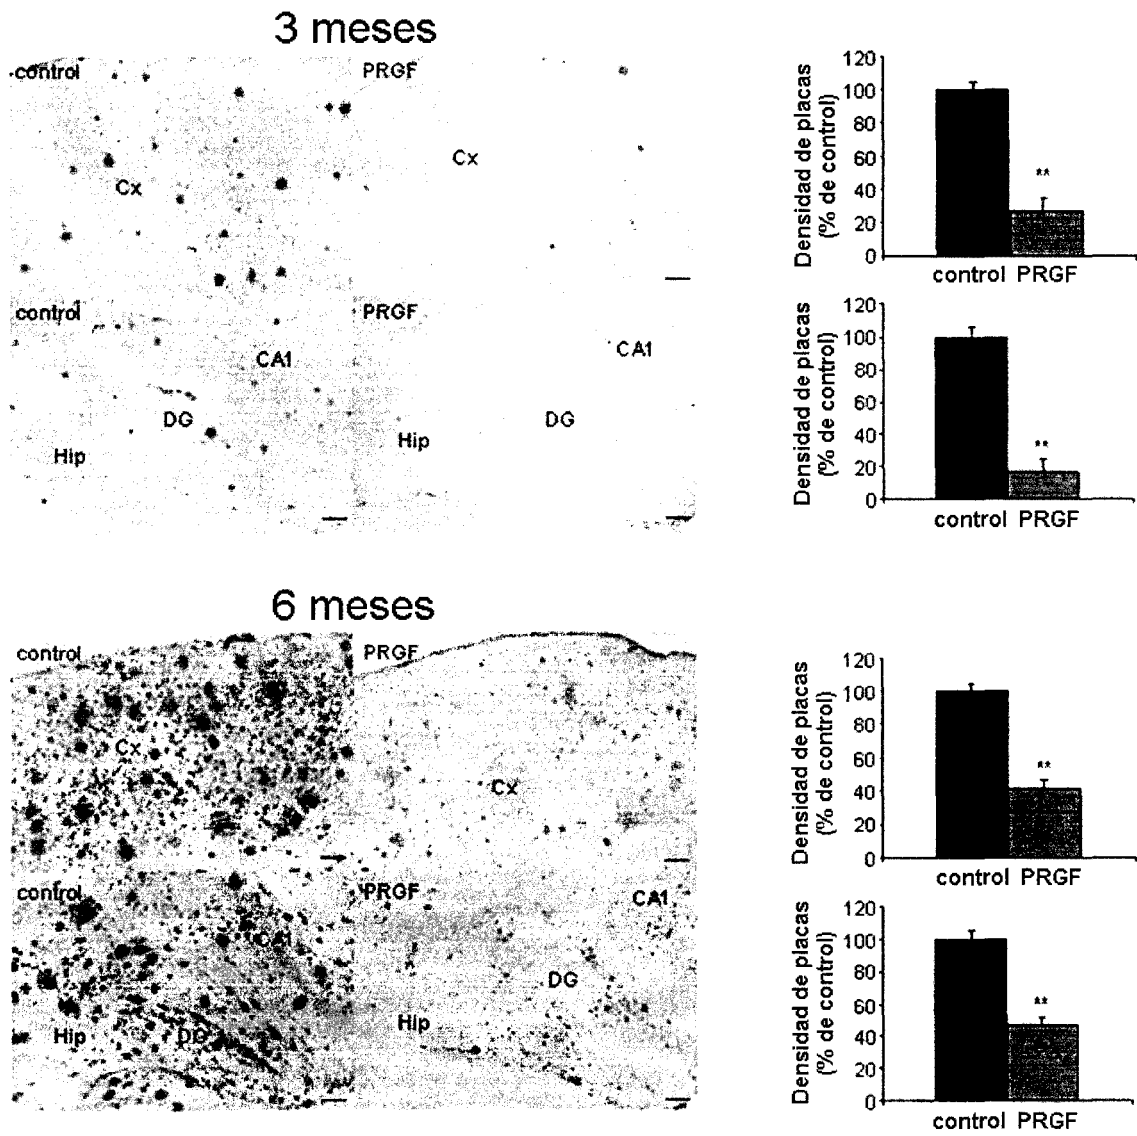 3 meses
control
PRGF
Cx
Cx
control
PRGF
CA1
CA1
DG
DG
Hip
Hip
Densidad de placas
(% de control)
120
100
80
60
40
20
0
**
control PRGF
Densidad de placas
(% de control)
120
100
80
60
40
20
0
**
control PRGF
6 meses
control
PRGF
Cx
Cx
control
PRGF
CA1
CA1
DG
DG
Hip
Hip
Densidad de placas
(% de control)
120
100
80
60
40
20
0
**
control PRGF
Densidad de placas
(% de control)
120
100
80
60
40
20
0
**
control PRGF